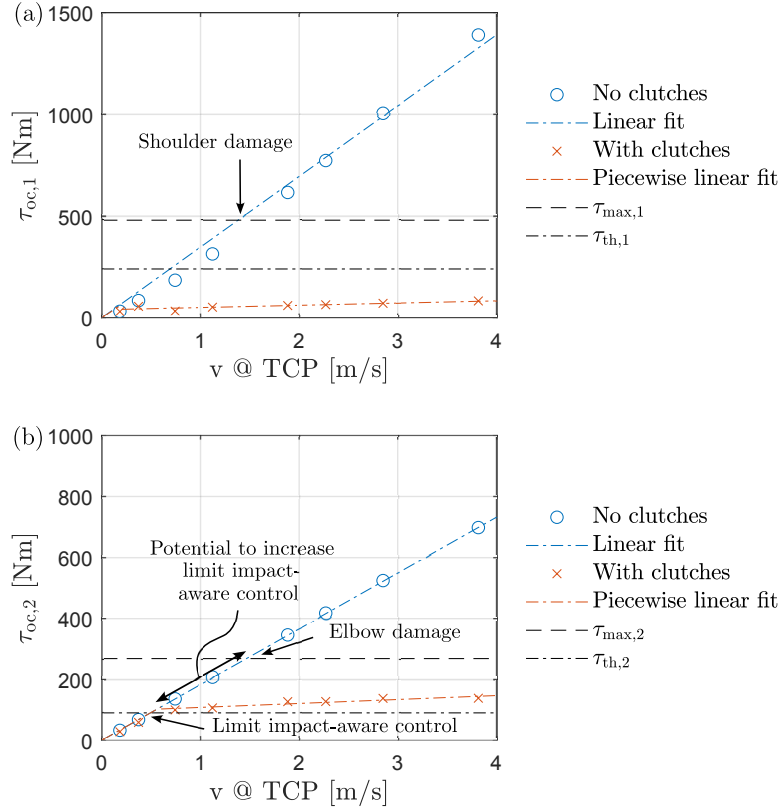 (a)
1500
1000
500
0
τoc,1 [Nm]
Shoulder damage
0
1
2
3
4
v @ TCP [m/s]
No clutches
Linear fit
With clutches
Piecewise linear fit
τmax,1
τth,1
(b)
1000
800
600
400
200
0
τoc,2 [Nm]
Potential to increase
limit impact-
aware control
Elbow damage
Limit impact-aware control
0
1
2
3
4
v @ TCP [m/s]
No clutches
Linear fit
With clutches
Piecewise linear fit
τmax,2
τth,2